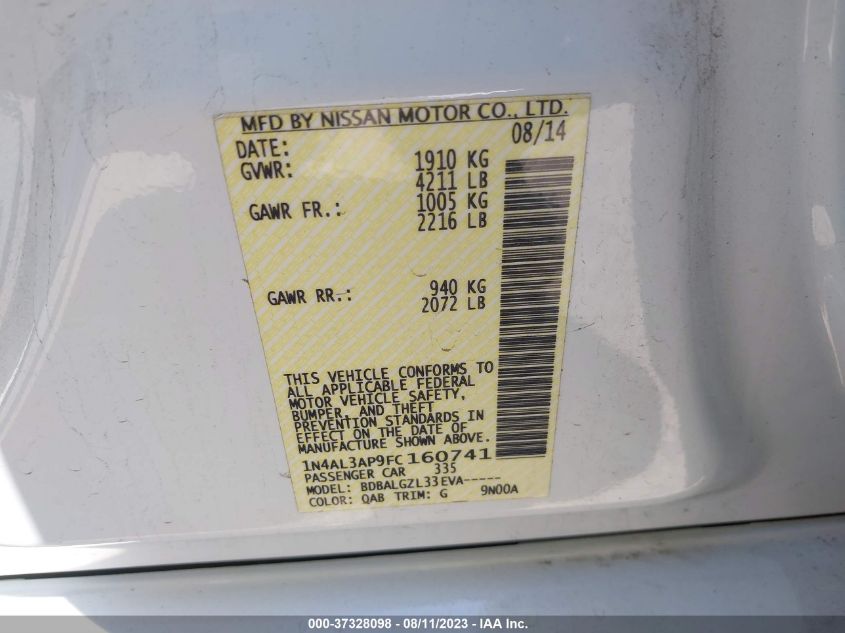 MFD BY NISSAN MOTOR CO., LTD.
DATE: 08/14
GVWR: 1910 KG
4211 LB
GAWR FR.: 1005 KG
2216 LB
GAWR RR.: 940 KG
2072 LB
THIS VEHICLE CONFORMS TO
ALL APPLICABLE FEDERAL
MOTOR VEHICLE SAFETY,
BUMPER, AND THEFT
PREVENTION STANDARDS IN
EFFECT ON THE DATE OF
MANUFACTURE SHOWN ABOVE.
1N4AL3AP9FC160741
PASSENGER CAR 335
MODEL: BDBALGZL33EVA-----
COLOR: QAB TRIM: G 9N00A
000-37328098 - 08/11/2023 - IAA Inc.